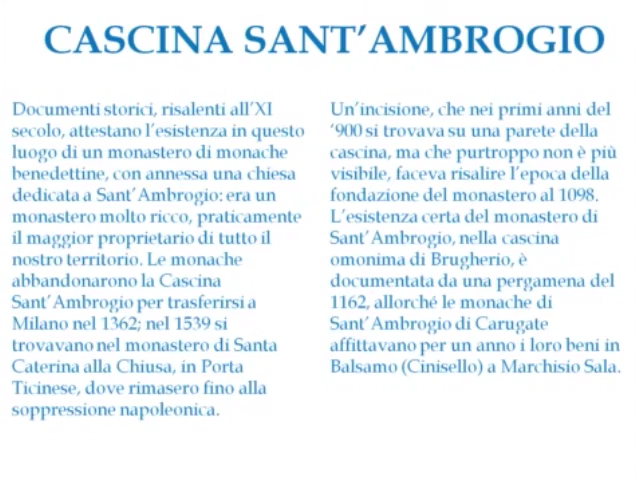 CASCINA SANT’AMBROGIO
Documenti storici, risalenti all’XI
secolo, attestano l’esistenza in questo
luogo di un monastero di monache
benedettine, con annessa una chiesa
dedicata a Sant’Ambrogio: era un
monastero molto ricco, praticamente
il maggior proprietario di tutto il
nostro territorio. Le monache
abbandonarono la Cascina
Sant’Ambrogio per trasferirsi a
Milano nel 1362; nel 1539 si
trovavano nel monastero di Santa
Caterina alla Chiusa, in Porta
Ticinese, dove rimasero fino alla
soppressione napoleonica.
Un’incisione, che nei primi anni del
‘900 si trovava su una parete della
cascina, ma che purtroppo non è più
visibile, faceva risalire l’epoca della
fondazione del monastero al 1098.
L’esistenza certa del monastero di
Sant’Ambrogio, nella cascina
omonima di Brugherio, è
documentata da una pergamena del
1162, allorché le monache di
Sant’Ambrogio di Carugate
affittavano per un anno i loro beni in
Balsamo (Cinisello) a Marchisio Sala.